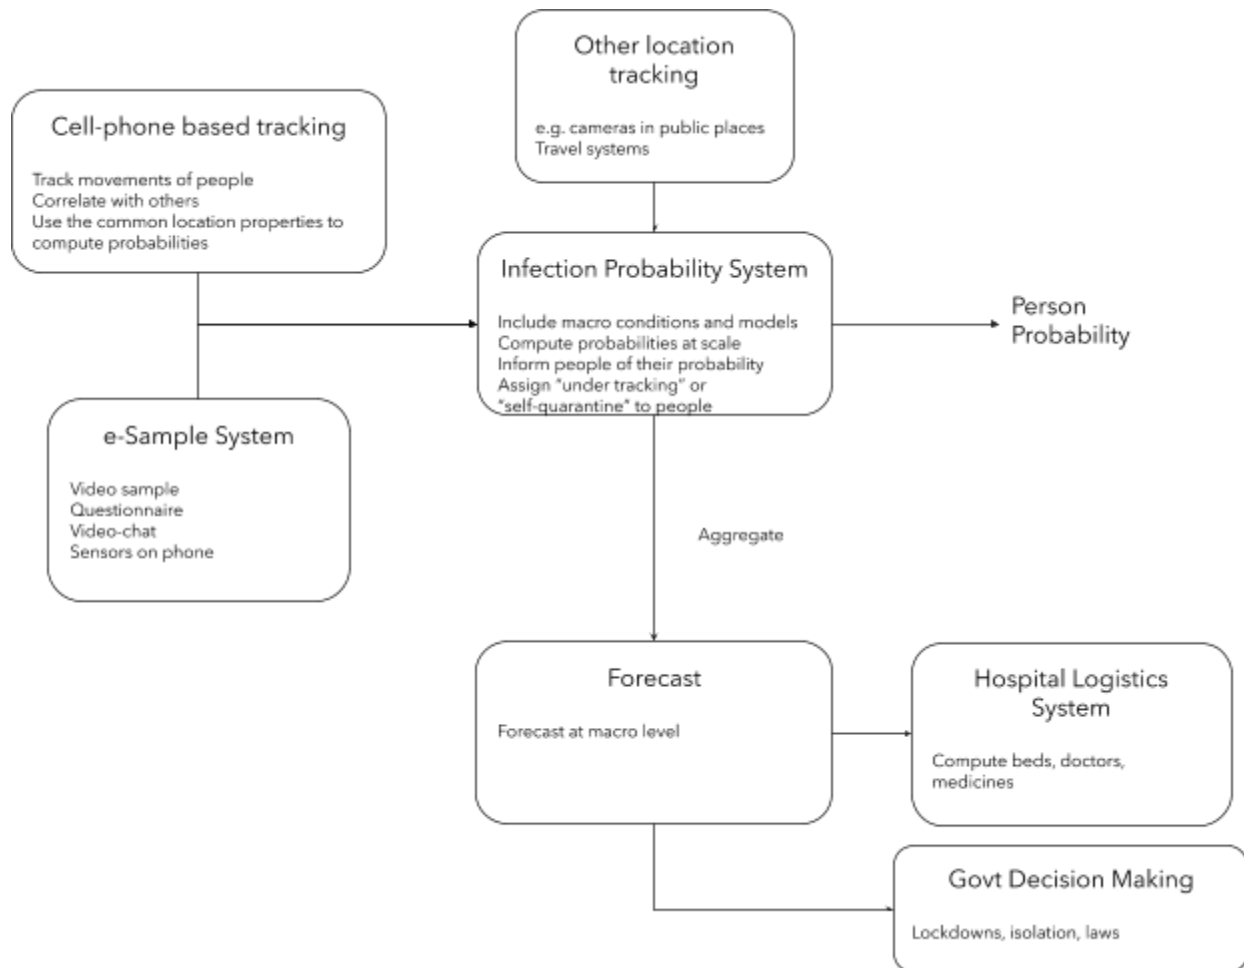 Other location
tracking
e.g. cameras in public places
Travel systems
Cell-phone based tracking
Track movements of people
Correlate with others
Use the common location properties to
compute probabilities
Infection Probability System
Include macro conditions and models
Compute probabilities at scale
Inform people of their probability
Assign “under tracking” or
“self-quarantine” to people
Person
Probability
e-Sample System
Video sample
Questionnaire
Video-chat
Sensors on phone
Aggregate
Forecast
Forecast at macro level
Hospital Logistics
System
Compute beds, doctors,
medicines
Govt Decision Making
Lockdowns, isolation, laws